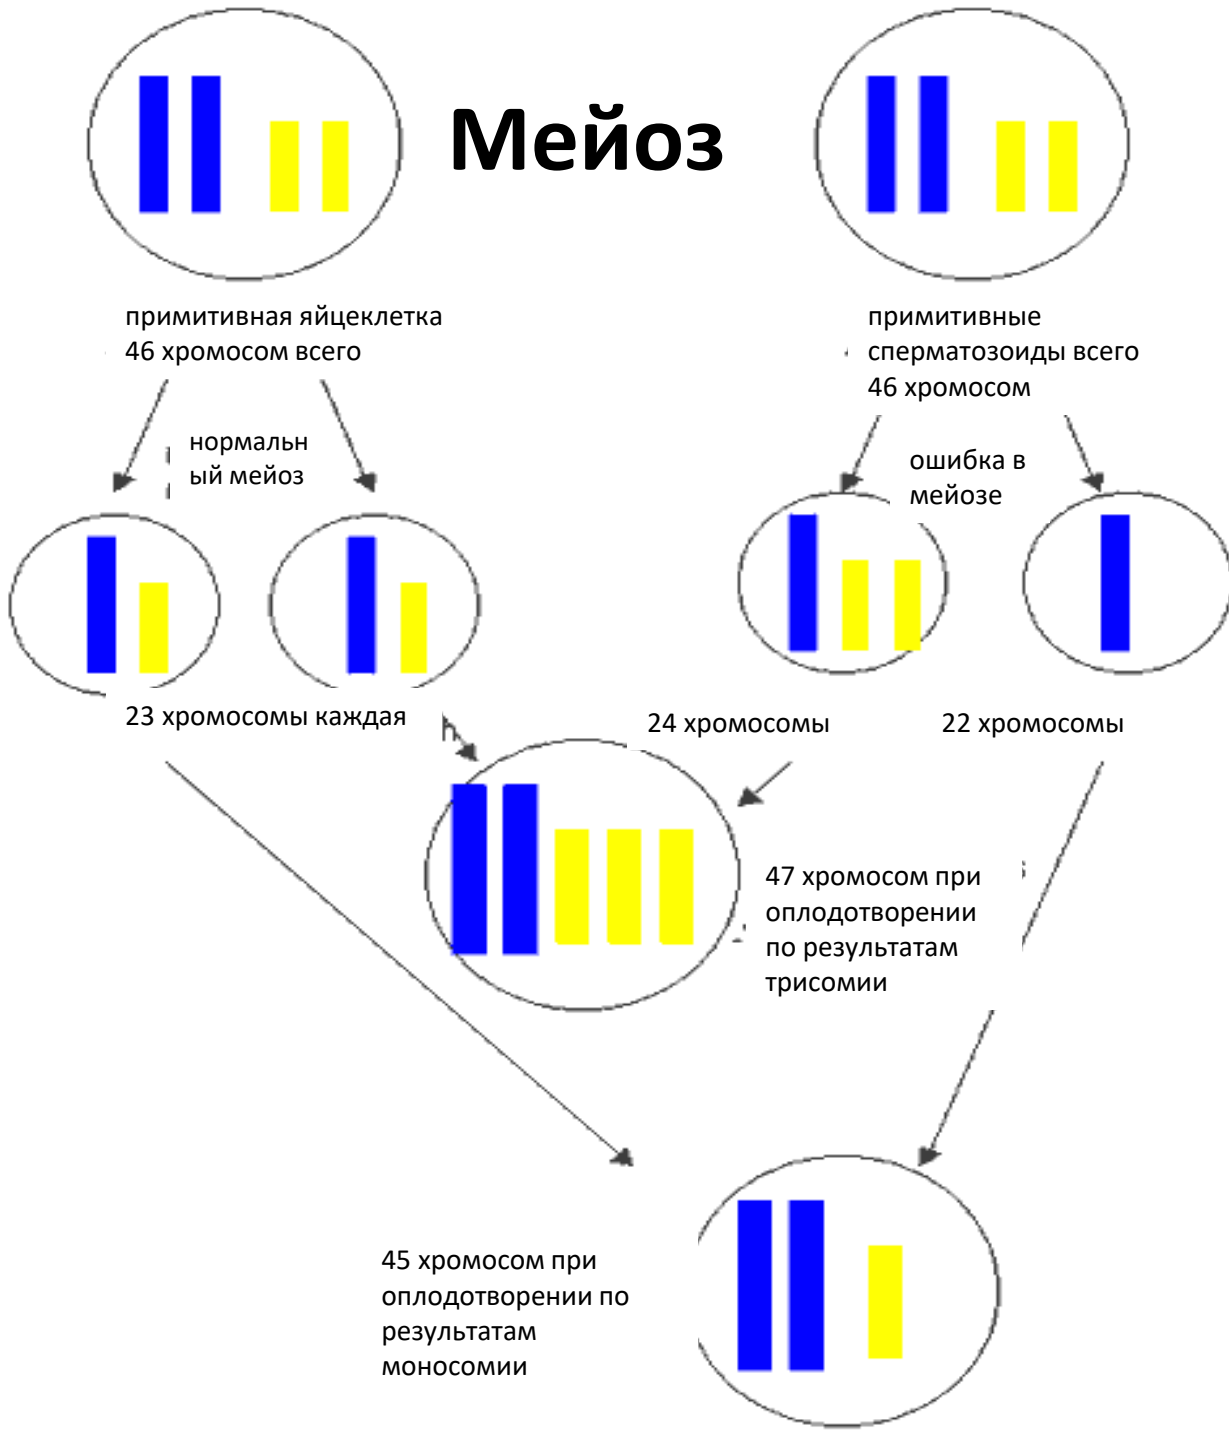 Мейоз
примитивная яйцеклетка
46 хромосом всего
примитивные
сперматозоиды всего
46 хромосом
нормальн
ый мейоз
ошибка в
мейозе
23 хромосомы каждая
24 хромосомы
22 хромосомы
47 хромосом при
оплодотворении
по результатам
трисомии
45 хромосом при
оплодотворении по
результатам
моносомии